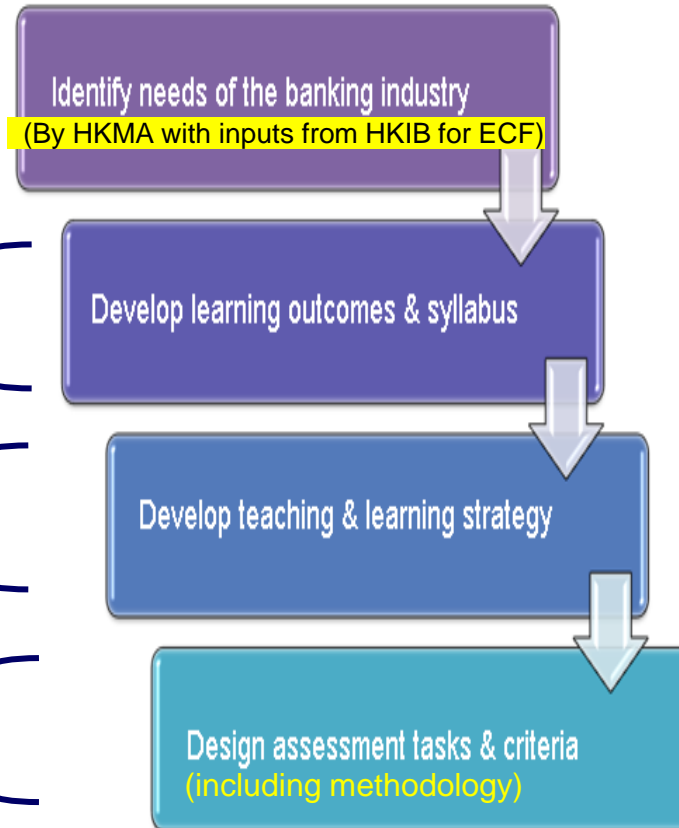 Identify needs of the banking industry
(By HKMA with inputs from HKIB for ECF)
Develop learning outcomes & syllabus
Develop teaching & learning strategy
Design assessment tasks & criteria
(including methodology)